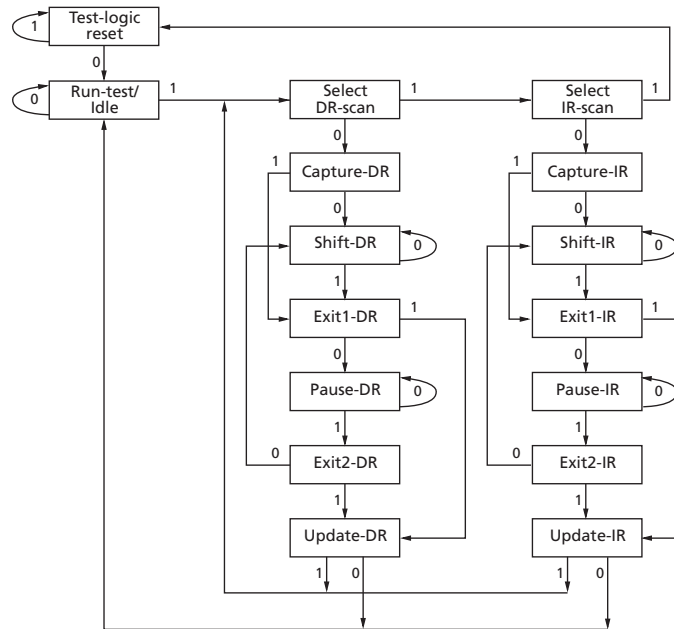 Test-logic
reset
1
0
Run-test/
Idle
0
1
Select
DR-scan
1
Select
IR-scan
1
0
0
1
Capture-DR
1
Capture-IR
0
0
Shift-DR
0
Shift-IR
0
1
1
Exit1-DR
1
Exit1-IR
1
0
0
Pause-DR
0
Pause-IR
0
1
1
0
Exit2-DR
0
Exit2-IR
1
1
Update-DR
Update-IR
1
0
1
0